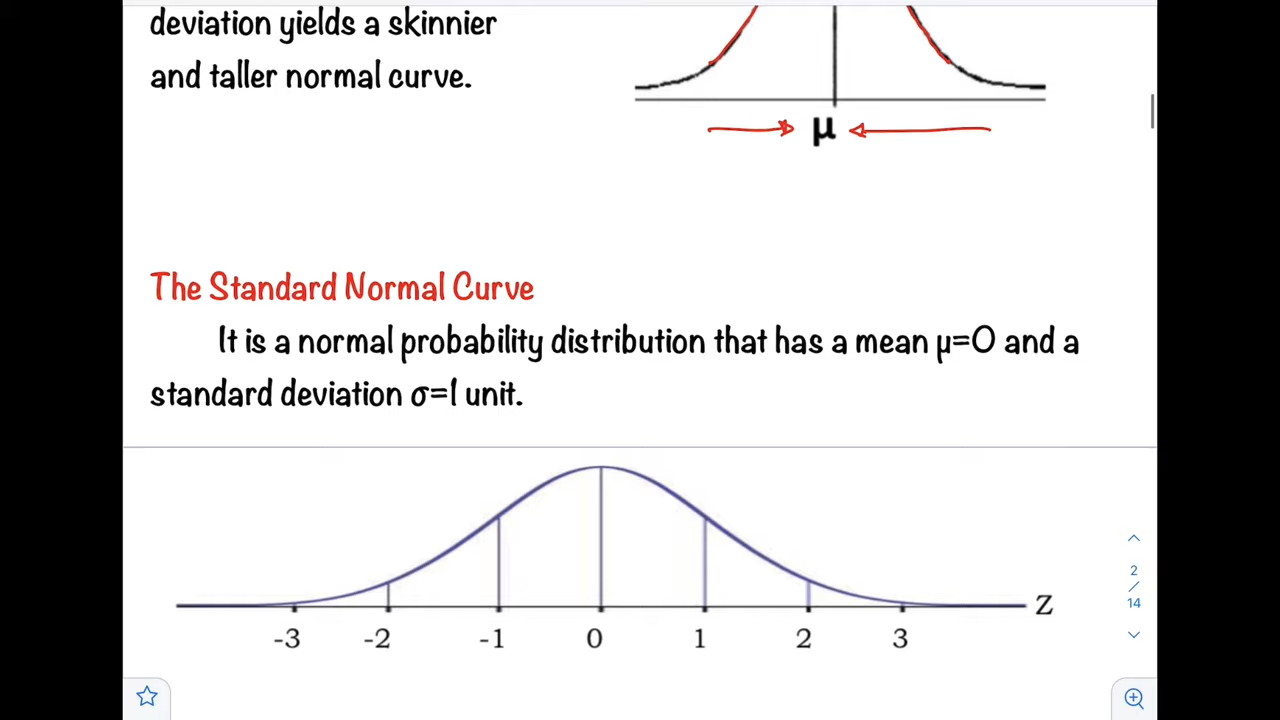 deviation yields a skinnier
and taller normal curve.
μ
The Standard Normal Curve
It is a normal probability distribution that has a mean μ=0 and a
standard deviation σ=1 unit.
Z
-3 -2 -1 0 1 2 3
2
/
14